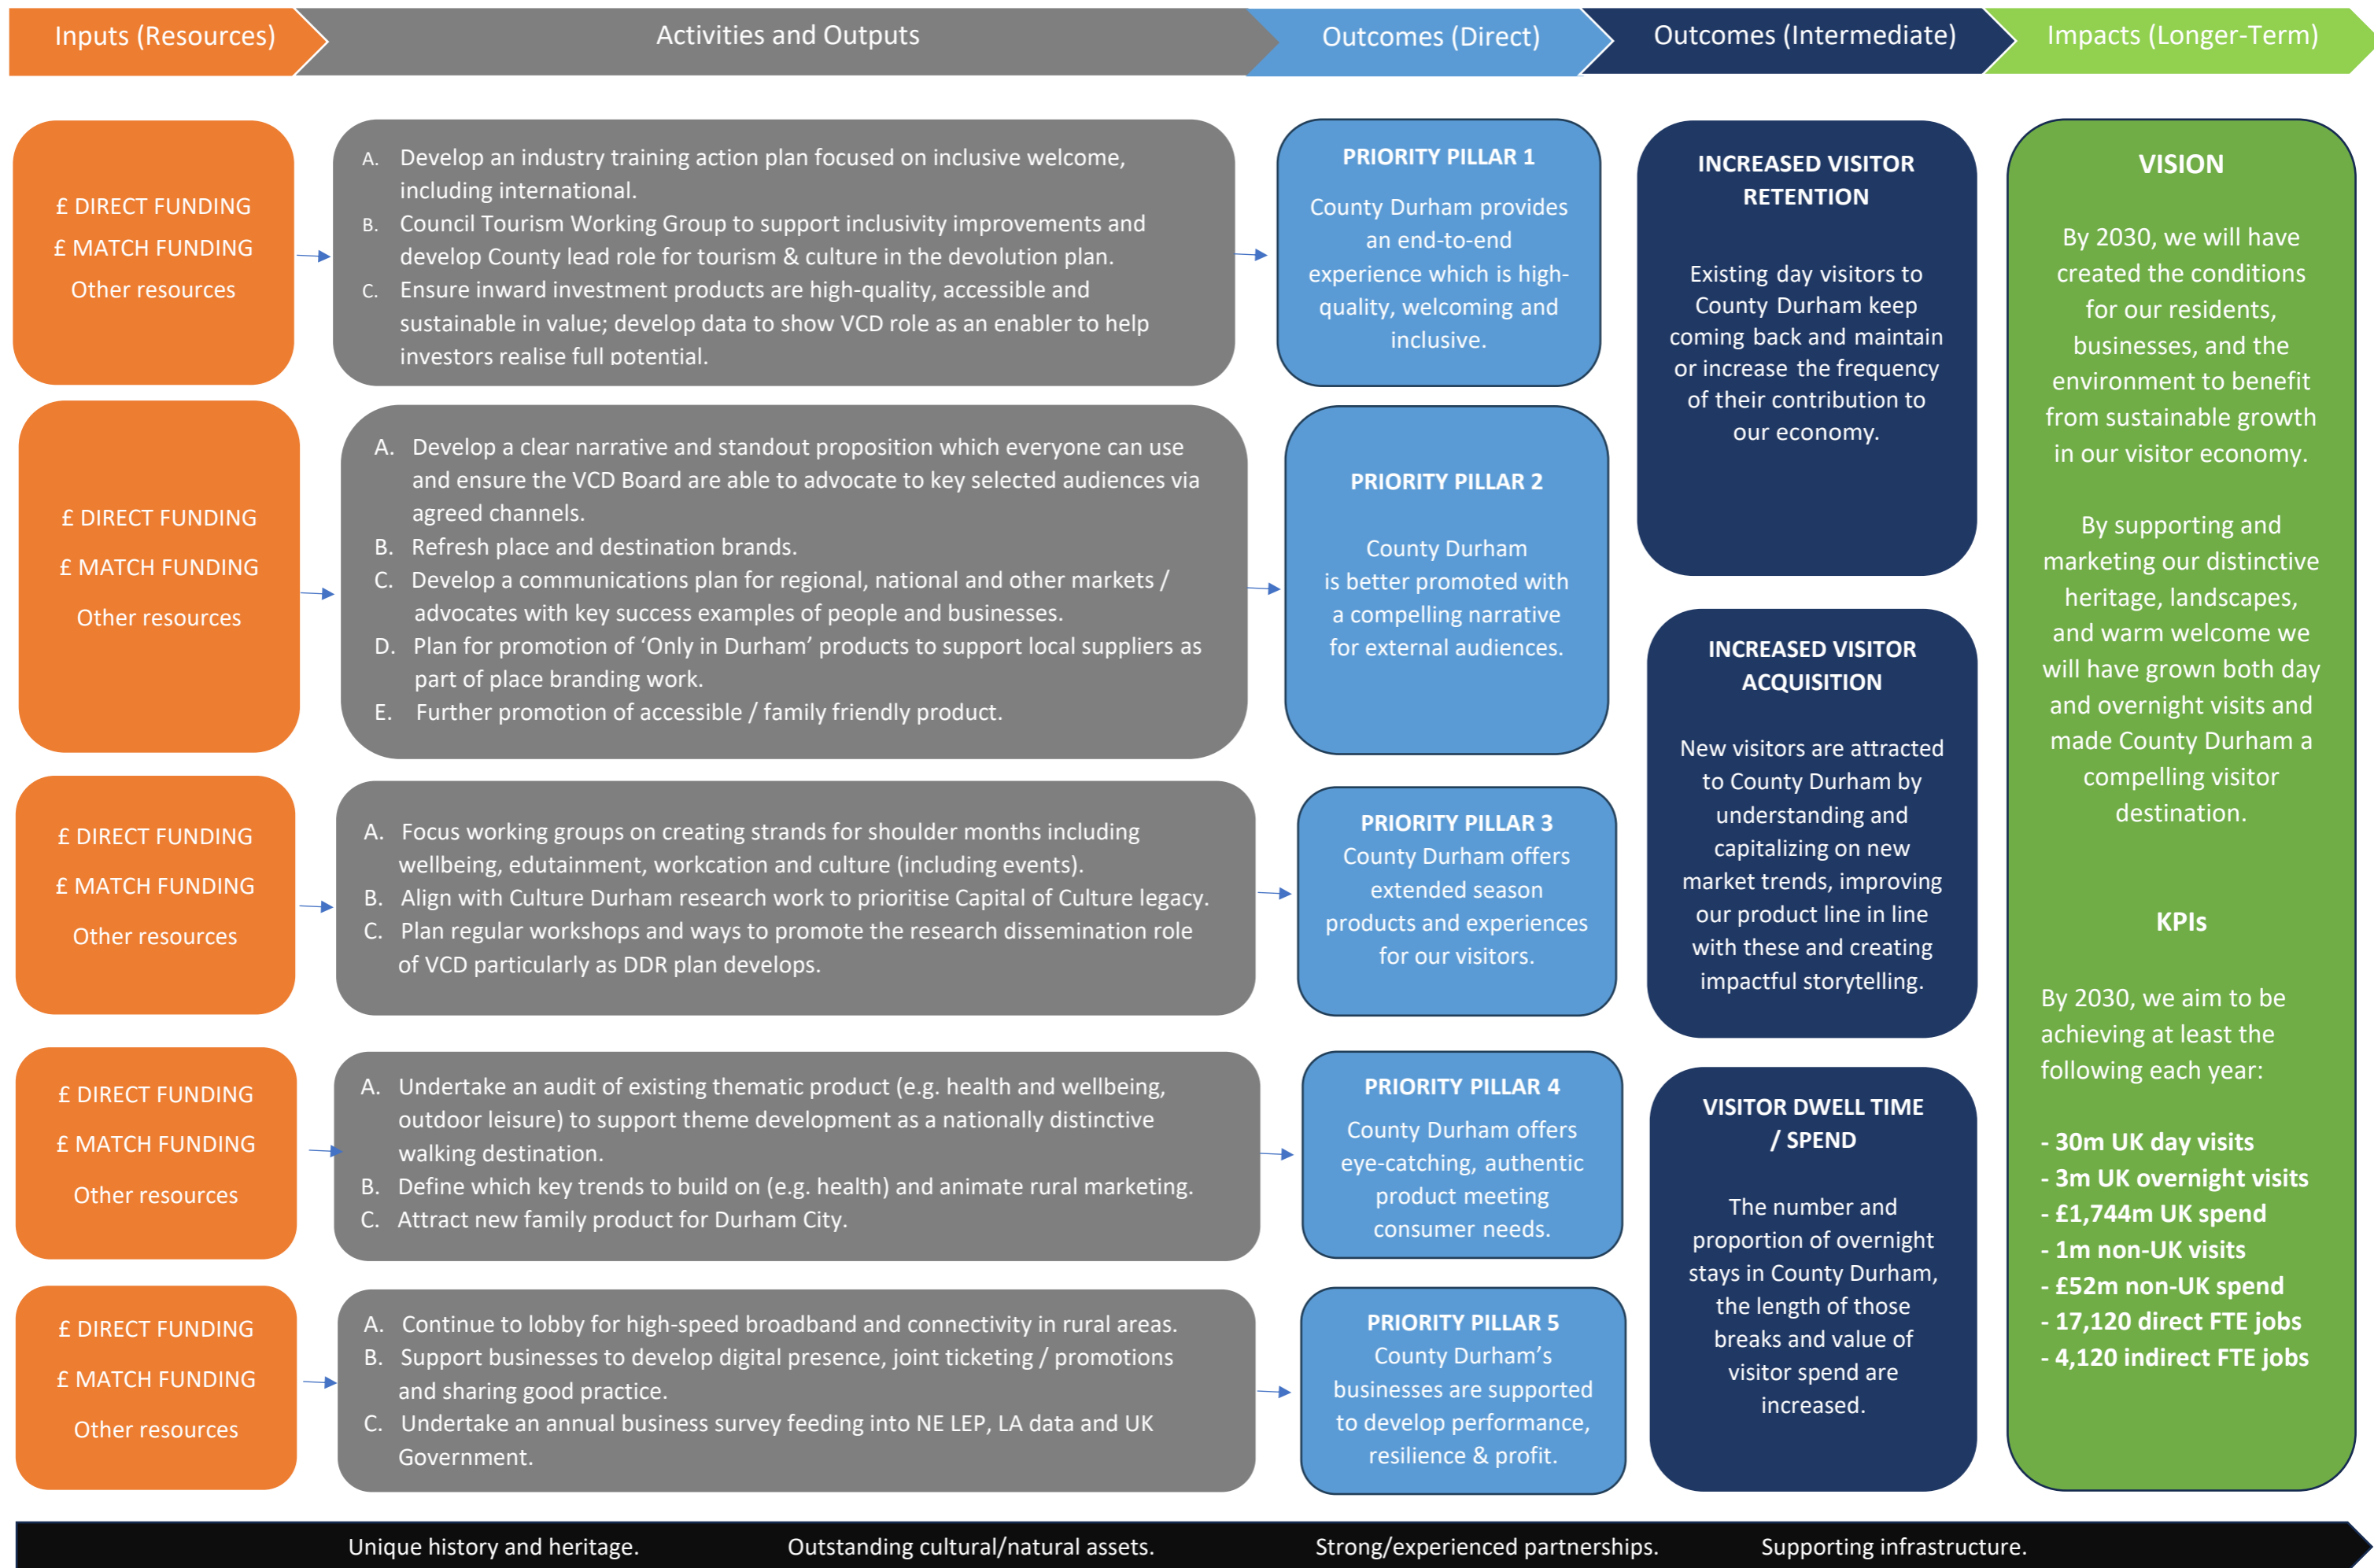 Inputs (Resources)
Activities and Outputs
Outcomes (Direct)
Outcomes (Intermediate)
Impacts (Longer-Term)
£ DIRECT FUNDING
£ MATCH FUNDING
Other resources
A. Develop an industry training action plan focused on inclusive welcome,
including international.
B. Council Tourism Working Group to support inclusivity improvements and
develop County lead role for tourism & culture in the devolution plan.
C. Ensure inward investment products are high-quality, accessible and
sustainable in value; develop data to show VCD role as an enabler to help
investors realise full potential.
PRIORITY PILLAR 1
County Durham provides
an end-to-end
experience which is high-
quality, welcoming and
inclusive.
£ DIRECT FUNDING
£ MATCH FUNDING
Other resources
A. Develop a clear narrative and standout proposition which everyone can use
and ensure the VCD Board are able to advocate to key selected audiences via
agreed channels.
B. Refresh place and destination brands.
C. Develop a communications plan for regional, national and other markets /
advocates with key success examples of people and businesses.
D. Plan for promotion of ‘Only in Durham’ products to support local suppliers as
part of place branding work.
E. Further promotion of accessible / family friendly product.
PRIORITY PILLAR 2
County Durham
is better promoted with
a compelling narrative
for external audiences.
£ DIRECT FUNDING
£ MATCH FUNDING
Other resources
A. Focus working groups on creating strands for shoulder months including
wellbeing, edutainment, workcation and culture (including events).
B. Align with Culture Durham research work to prioritise Capital of Culture legacy.
C. Plan regular workshops and ways to promote the research dissemination role
of VCD particularly as DDR plan develops.
PRIORITY PILLAR 3
County Durham offers
extended season
products and experiences
for our visitors.
£ DIRECT FUNDING
£ MATCH FUNDING
Other resources
A. Undertake an audit of existing thematic product (e.g. health and wellbeing,
outdoor leisure) to support theme development as a nationally distinctive
walking destination.
B. Define which key trends to build on (e.g. health) and animate rural marketing.
C. Attract new family product for Durham City.
PRIORITY PILLAR 4
County Durham offers
eye-catching, authentic
product meeting
consumer needs.
£ DIRECT FUNDING
£ MATCH FUNDING
Other resources
A. Continue to lobby for high-speed broadband and connectivity in rural areas.
B. Support businesses to develop digital presence, joint ticketing / promotions
and sharing good practice.
C. Undertake an annual business survey feeding into NE LEP, LA data and UK
Government.
PRIORITY PILLAR 5
County Durham’s
businesses are supported
to develop performance,
resilience & profit.
INCREASED VISITOR
RETENTION
Existing day visitors to
County Durham keep
coming back and maintain
or increase the frequency
of their contribution to
our economy.
INCREASED VISITOR
ACQUISITION
New visitors are attracted
to County Durham by
understanding and
capitalizing on new
market trends, improving
our product line in line
with these and creating
impactful storytelling.
VISITOR DWELL TIME
/ SPEND
The number and
proportion of overnight
stays in County Durham,
the length of those
breaks and value of
visitor spend are
increased.
VISION
By 2030, we will have
created the conditions
for our residents,
businesses, and the
environment to benefit
from sustainable growth
in our visitor economy.
By supporting and
marketing our distinctive
heritage, landscapes,
and warm welcome we
will have grown both day
and overnight visits and
made County Durham a
compelling visitor
destination.
KPIs
By 2030, we aim to be
achieving at least the
following each year:
- 30m UK day visits
- 3m UK overnight visits
- £1,744m UK spend
- 1m non-UK visits
- £52m non-UK spend
- 17,120 direct FTE jobs
- 4,120 indirect FTE jobs
Unique history and heritage.
Outstanding cultural/natural assets.
Strong/experienced partnerships.
Supporting infrastructure.